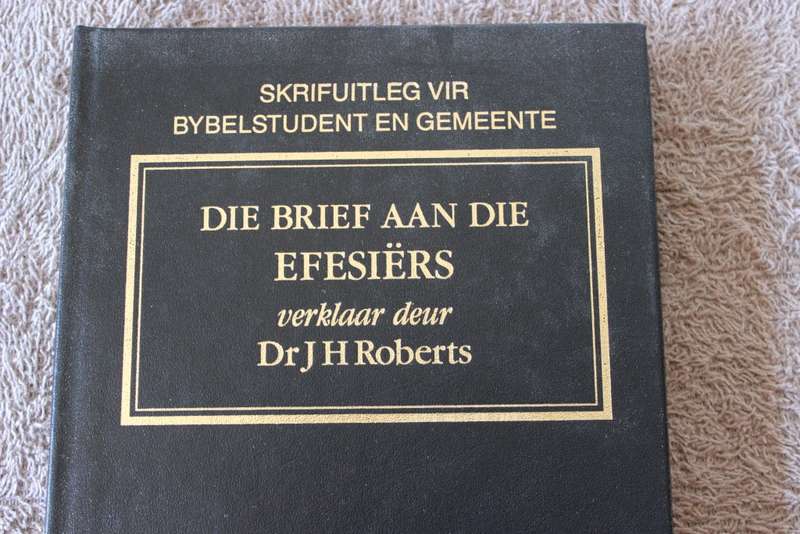 SKRIFUITLEG VIR
BYBELSTUDENT EN GEMEENTE
DIE BRIEF AAN DIE
EFESIËRS
verklaar deur
Dr J H Roberts